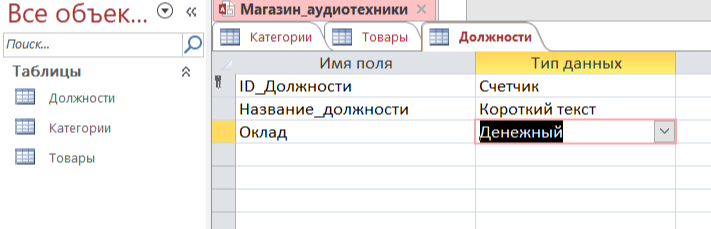 Все объек...
Поиск...
Таблицы
Должности
Категории
Товары
Магазин_аудиотехники
Категории
Товары
Должности
Имя поля
Тип данных
ID_Должности
Счетчик
Название_должности
Короткий текст
Оклад
Денежный